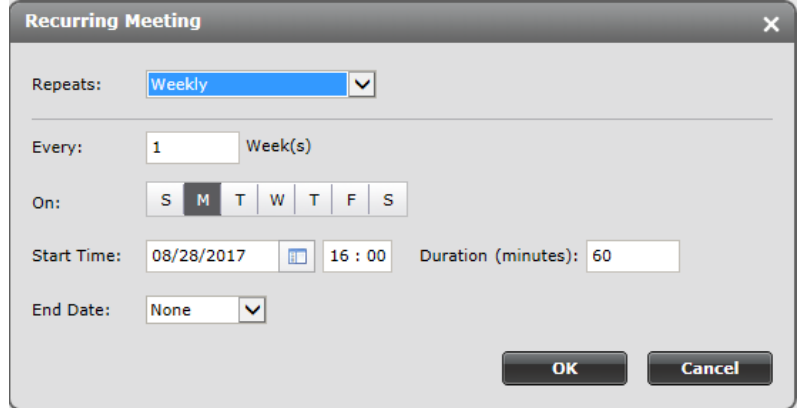 Recurring Meeting
Repeats: Weekly
Every: 1 Week(s)
On: S M T W T F S
Start Time: 08/28/2017 16 : 00 Duration (minutes): 60
End Date: None
OK Cancel